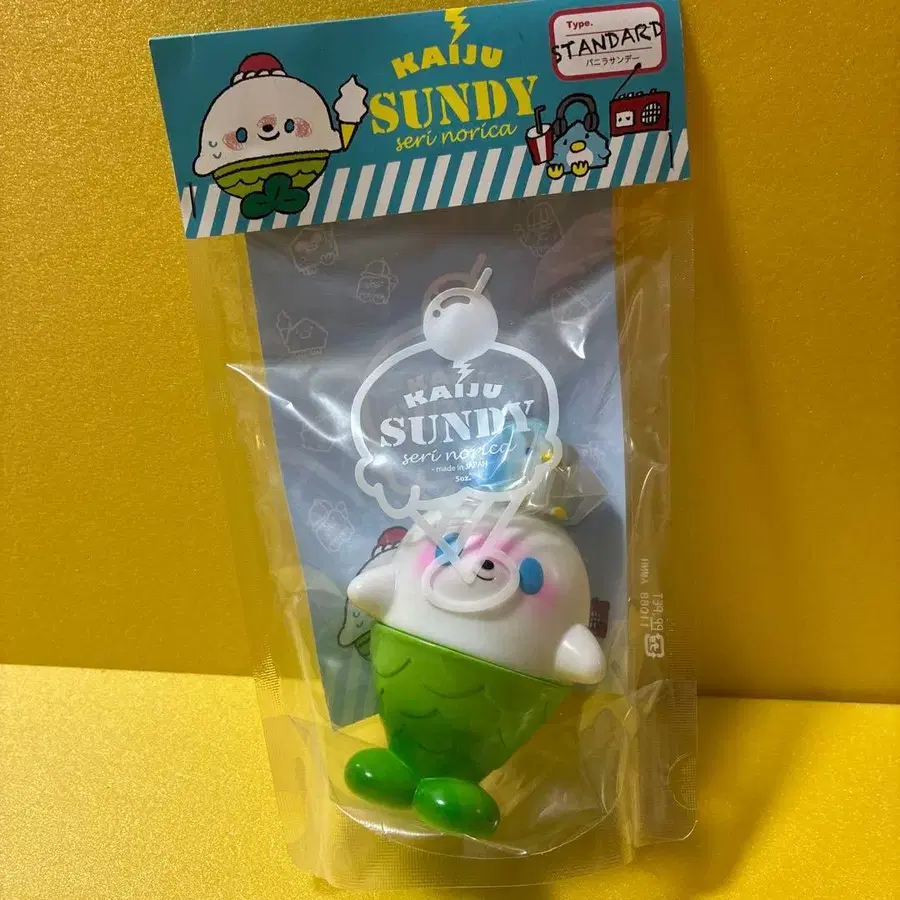 KAIJU
SUNDY
seri norica
Type.
STANDARD
バニラサンデー
KAIJU
SUNDY
seri norica
- made in JAPAN -
5oz.